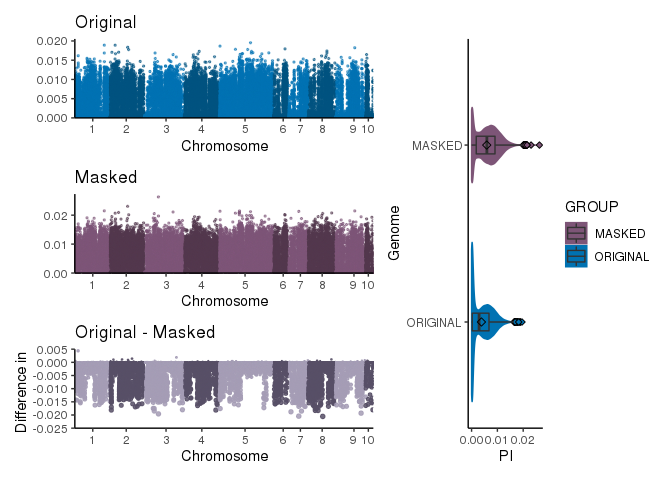 Original
0.020
0.015
0.010
0.005
0.000
1 2 3 4 5 6 7 8 9 10
Chromosome
Masked
0.02
0.01
0.00
1 2 3 4 5 6 7 8 9 10
Chromosome
Original - Masked
Difference in
0.005
0.000
-0.005
-0.010
-0.015
-0.020
-0.025
1 2 3 4 5 6 7 8 9 10
Chromosome
Genome
MASKED
ORIGINAL
0.00 0.01 0.02
PI
GROUP
MASKED
ORIGINAL